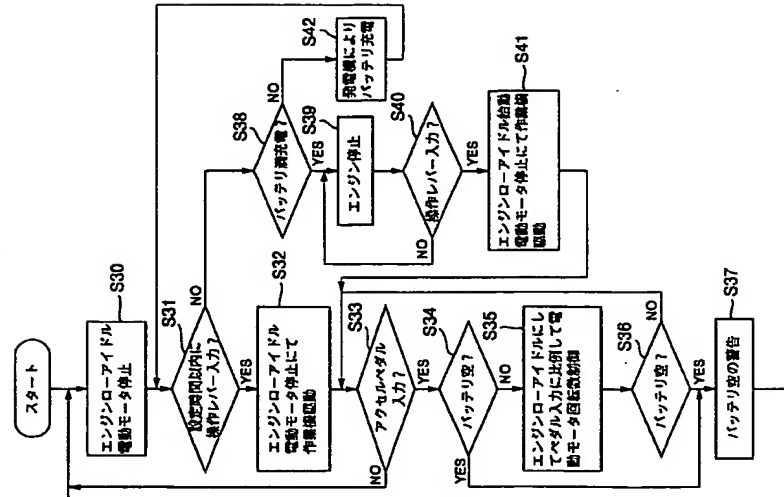 スタート
S30
エンジンローアイドル
電動モータ停止
S31
設定時間以内に
操作レバー入力?
NO
YES
S32
エンジンローアイドル
電動モータ停止にて
作業機駆動
S33
アクセルペダル
入力?
NO
YES
S34
バッテリ空?
YES
NO
S35
エンジンローアイドルにし
てペダル入力に比例して電
動モータ回転数制御
S36
バッテリ空?
NO
YES
S37
バッテリ空の警告
S38
バッテリ満充電?
NO
YES
S39
エンジン停止
S40
操作レバー入力?
NO
YES
S41
エンジンローアイドル始動
電動モータ停止にて作業機
駆動
S42
発電機により
バッテリ充電